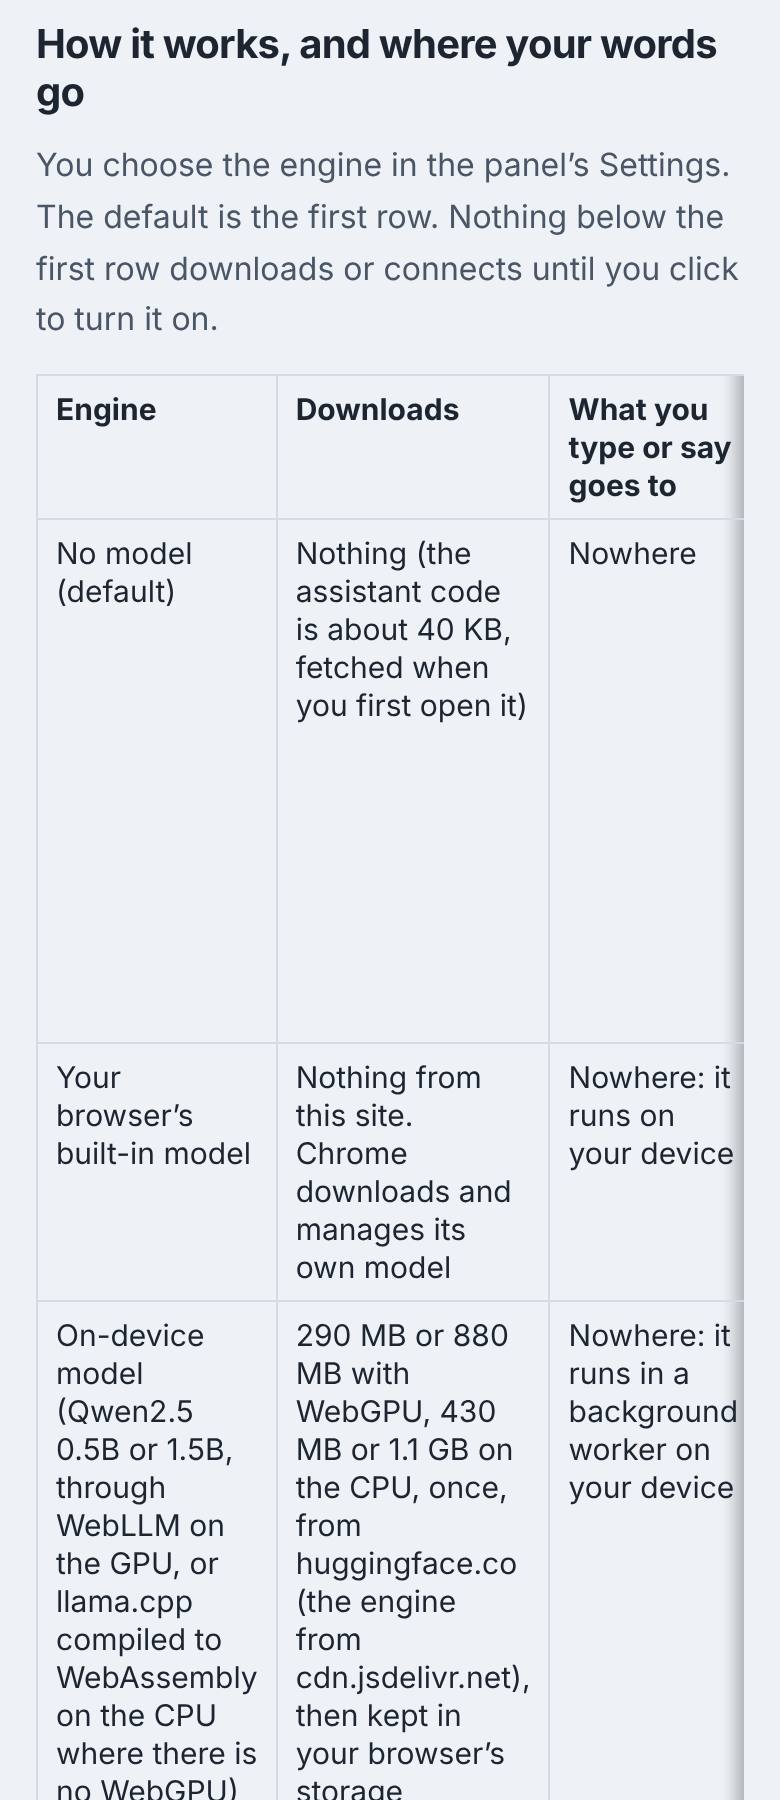 How it works, and where your words
go
You choose the engine in the panel’s Settings.
The default is the first row. Nothing below the
first row downloads or connects until you click
to turn it on.
Engine
Downloads
What you
type or say
goes to
No model
(default)
Nothing (the
assistant code
is about 40 KB,
fetched when
you first open it)
Nowhere
Your
browser’s
built-in model
Nothing from
this site.
Chrome
downloads and
manages its
own model
Nowhere: it
runs on
your device
On-device
model
(Qwen2.5
0.5B or 1.5B,
through
WebLLM on
the GPU, or
llama.cpp
compiled to
WebAssembly
on the CPU
where there is
no WebGPU)
290 MB or 880
MB with
WebGPU, 430
MB or 1.1 GB on
the CPU, once,
from
huggingface.co
(the engine
from
cdn.jsdelivr.net),
then kept in
your browser’s
storage
Nowhere: it
runs in a
background
worker on
your device